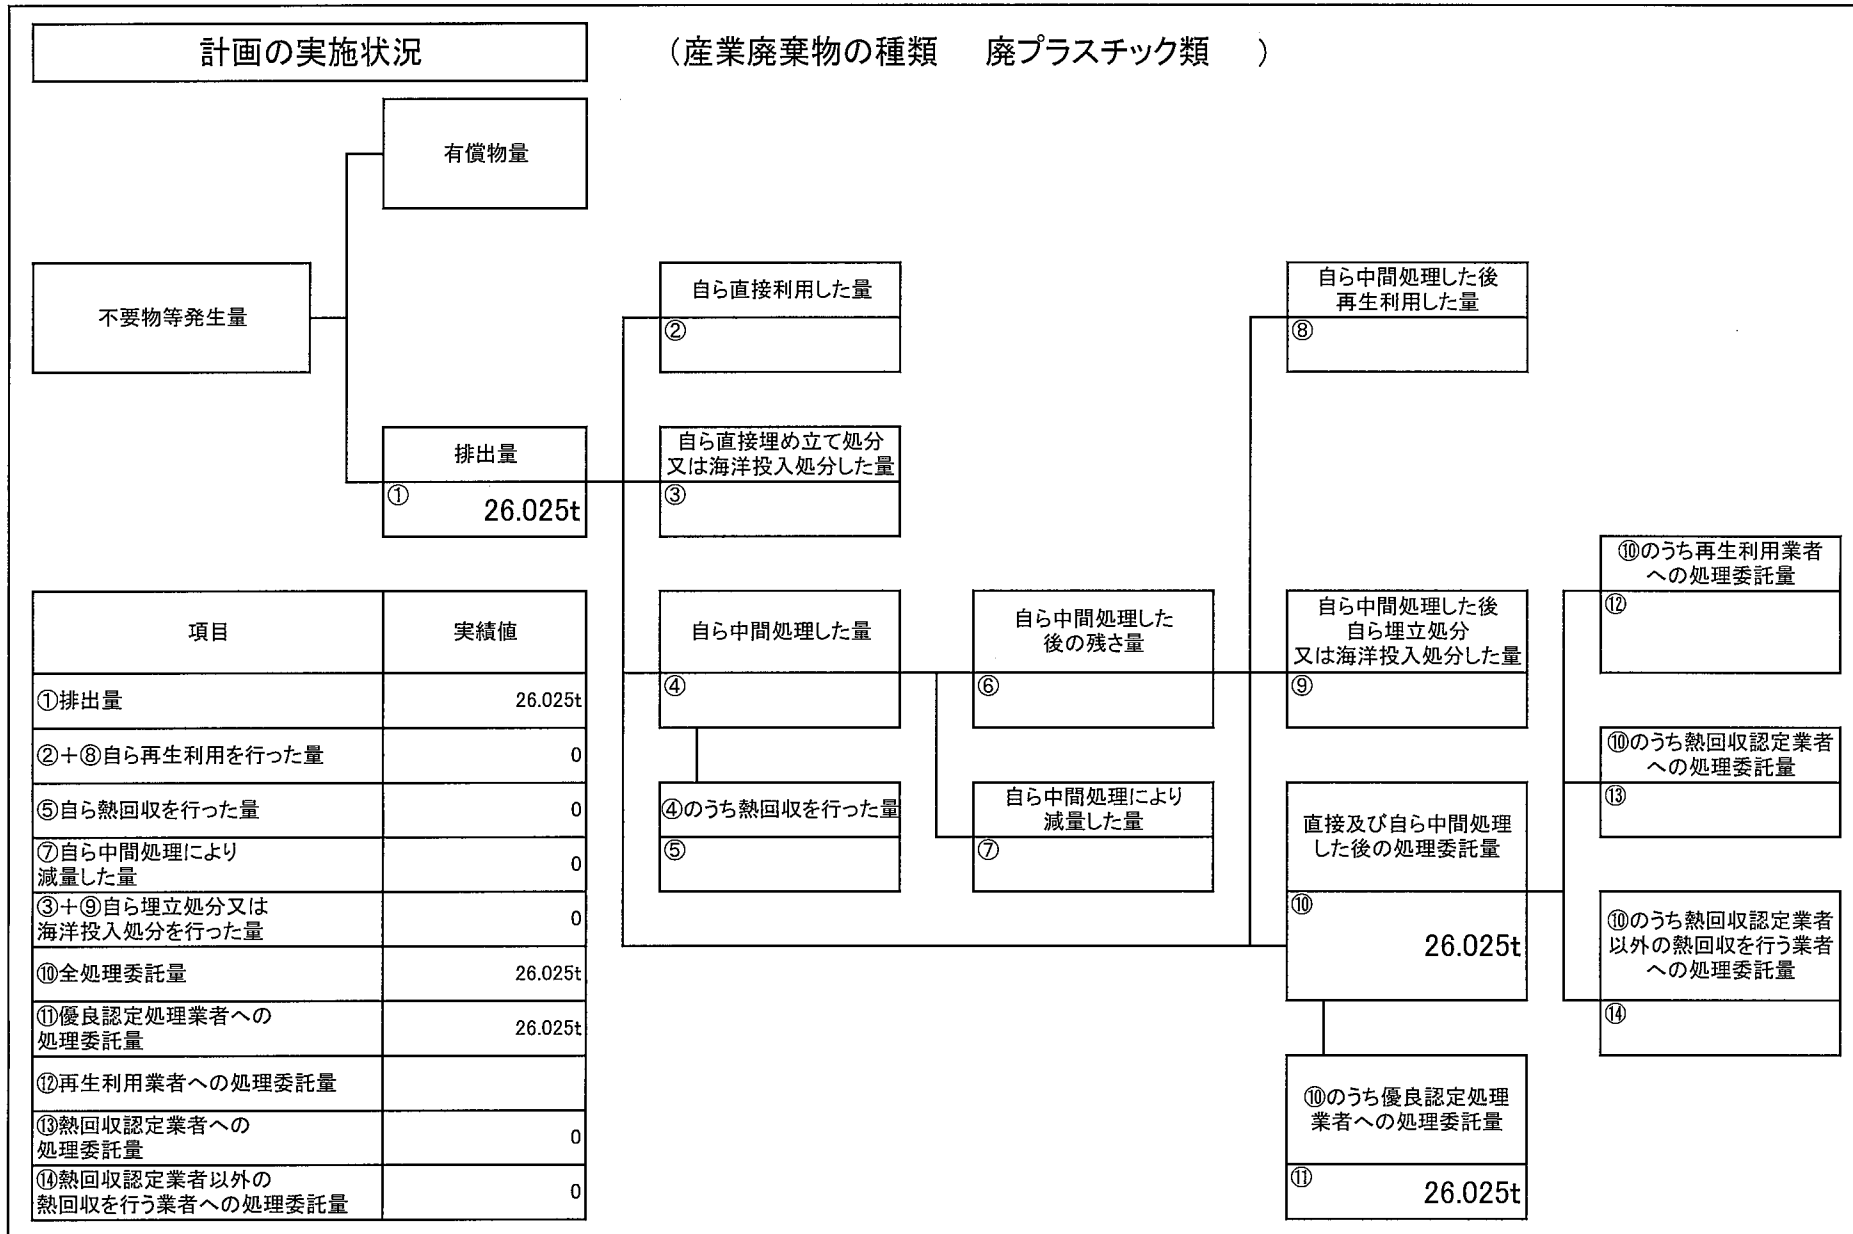 計画の実施状況
（産業廃棄物の種類　廃プラスチック類　）
有償物量
不要物等発生量
排出量
①
26.025t
自ら直接利用した量
②
自ら直接埋め立て処分
又は海洋投入処分した量
③
自ら中間処理した量
④
④のうち熱回収を行った量
⑤
自ら中間処理した
後の残さ量
⑥
自ら中間処理により
減量した量
⑦
自ら中間処理した後
再生利用した量
⑧
自ら中間処理した後
自ら埋立処分
又は海洋投入処分した量
⑨
直接及び自ら中間処理
した後の処理委託量
⑩
26.025t
⑩のうち優良認定処理
業者への処理委託量
⑪
26.025t
⑩のうち再生利用業者
への処理委託量
⑫
⑩のうち熱回収認定業者
への処理委託量
⑬
⑩のうち熱回収認定業者
以外の熱回収を行う業者
への処理委託量
⑭
項目 実績値
①排出量 26.025t
②＋⑧自ら再生利用を行った量 0
⑤自ら熱回収を行った量 0
⑦自ら中間処理により
減量した量 0
③＋⑨自ら埋立処分又は
海洋投入処分を行った量 0
⑩全処理委託量 26.025t
⑪優良認定処理業者への
処理委託量 26.025t
⑫再生利用業者への処理委託量
⑬熱回収認定業者への
処理委託量 0
⑭熱回収認定業者以外の
熱回収を行う業者への処理委託量 0